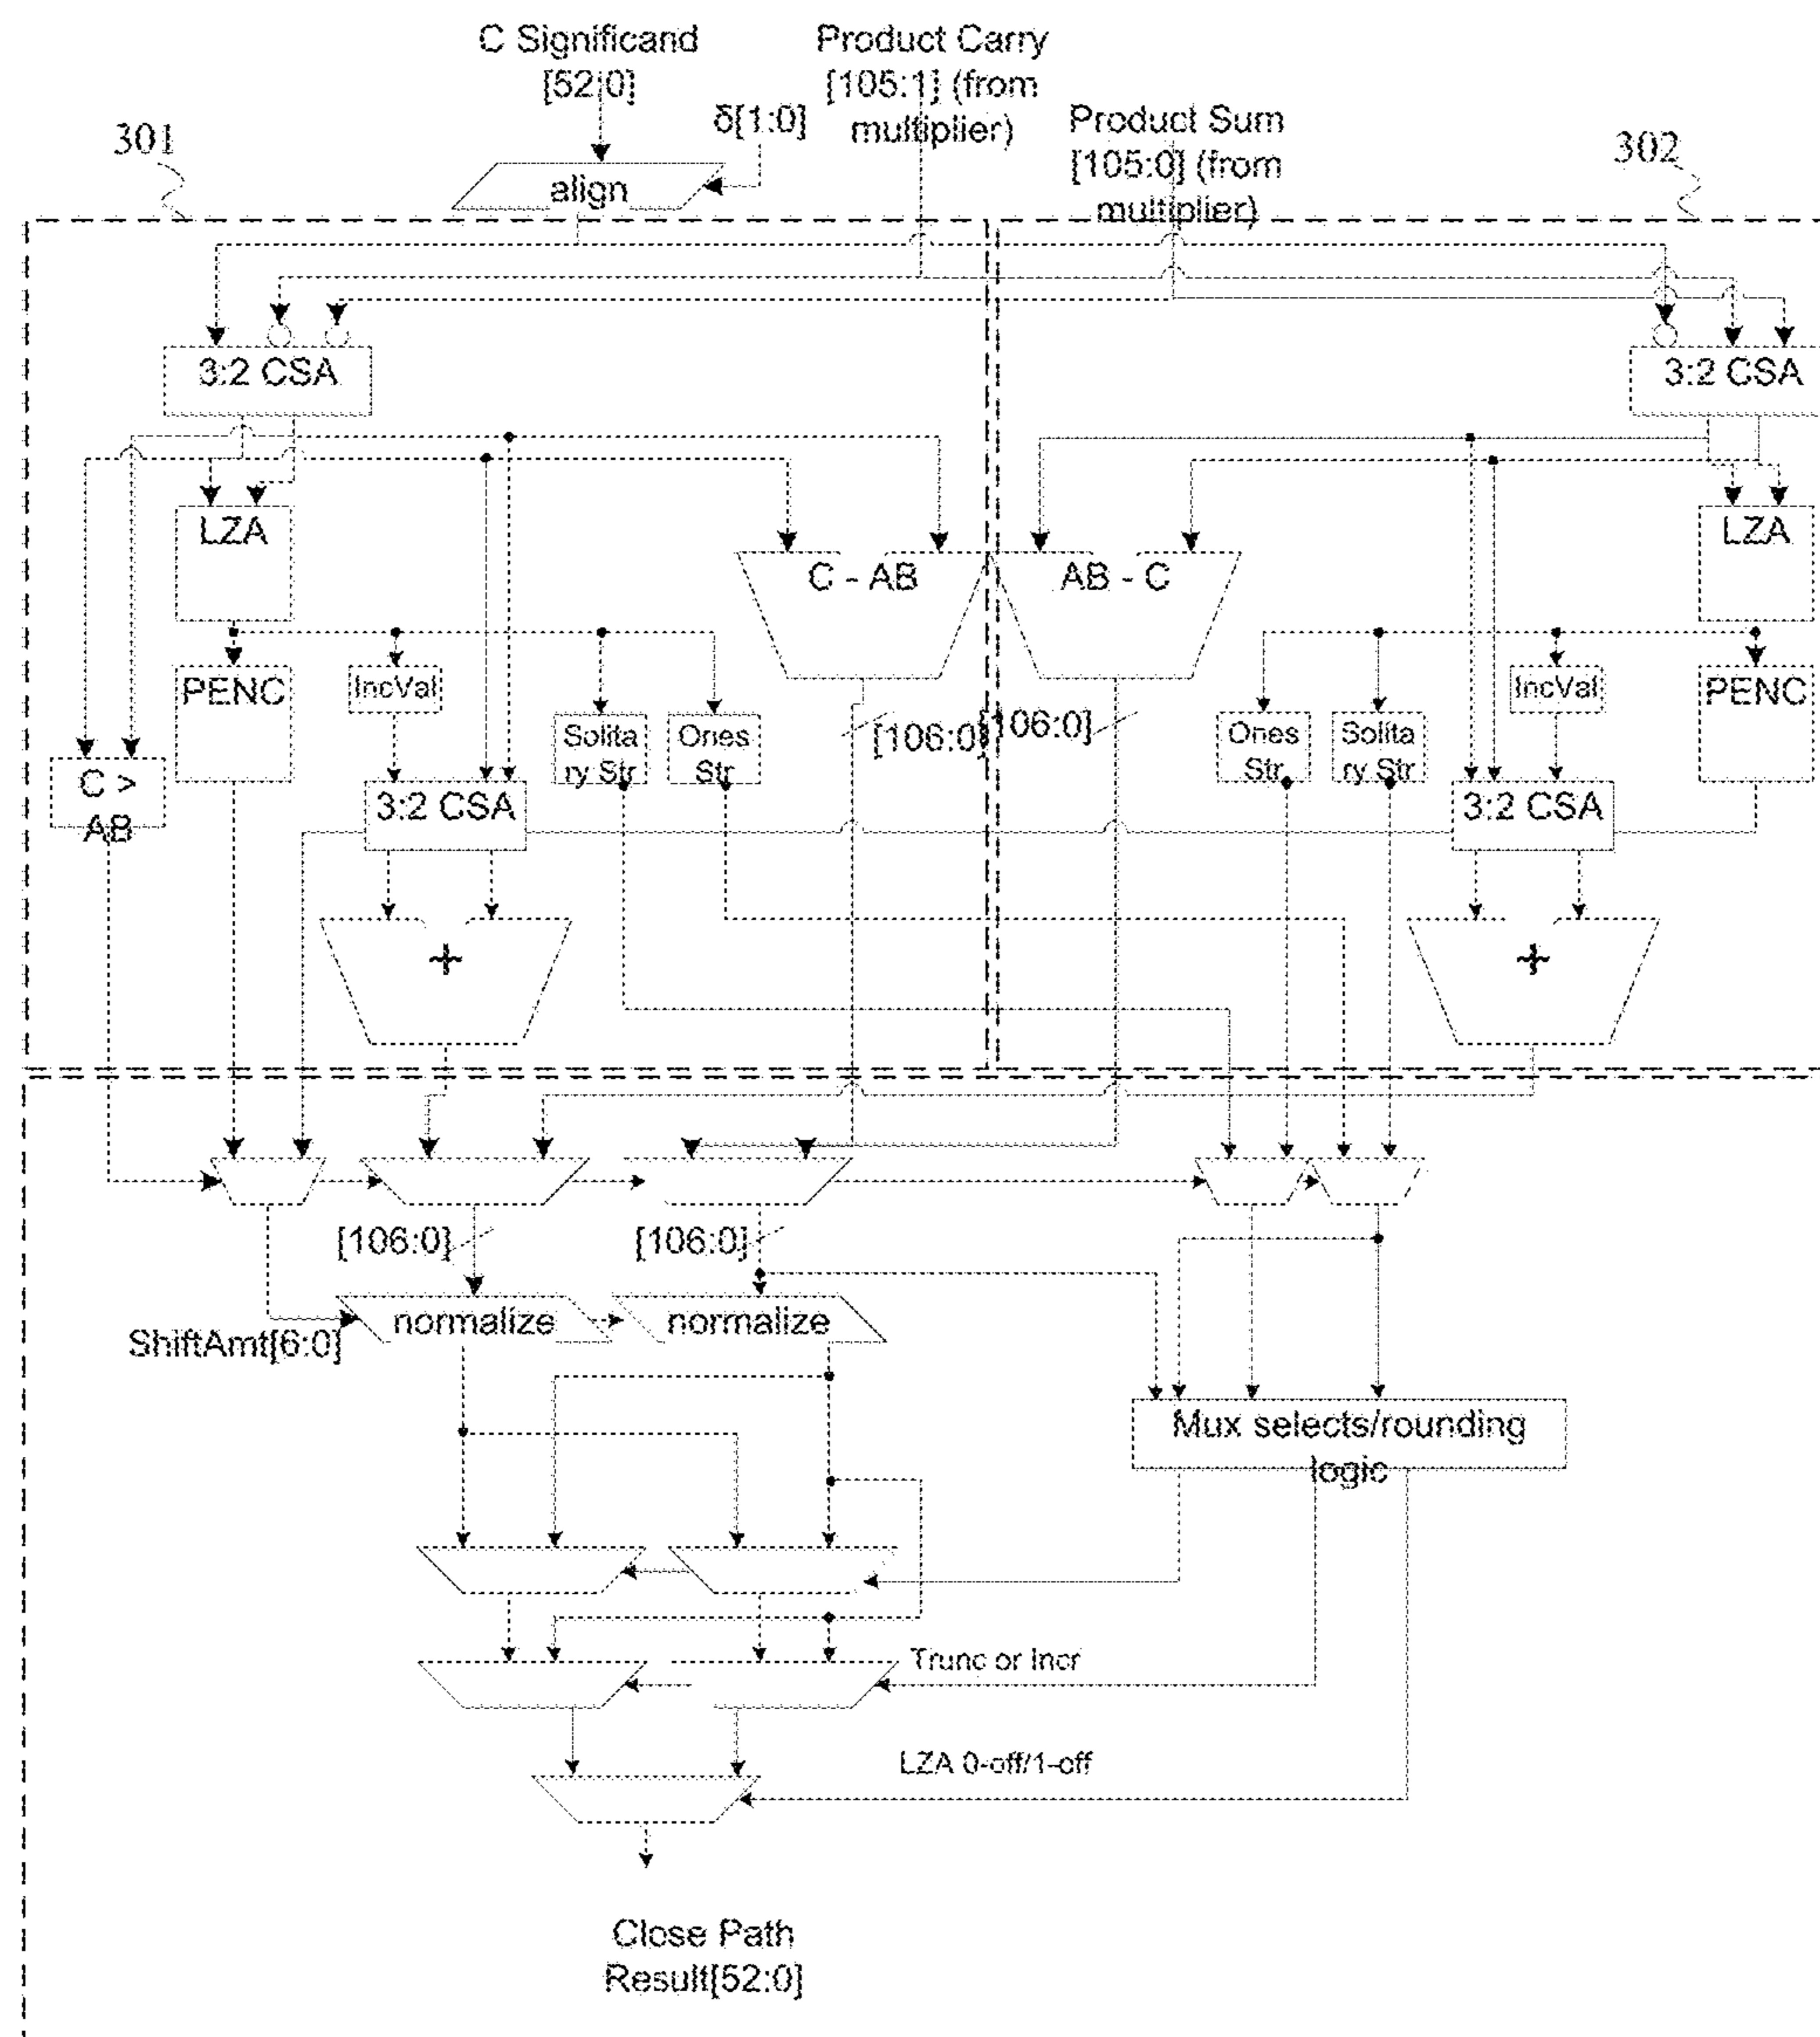 C Significand
[52:0]
δ[1:0]
Product Carry
[105:1] (from
multiplier)
Product Sum
[105:0] (from
multiplier)
301
302
align
3:2 CSA
3:2 CSA
LZA
LZA
C - AB
AB - C
PENC
IncVal
Solita
ry Str
Ones
Str
[106:0]
[106:0]
Ones
Str
Solita
ry Str
IncVal
PENC
C >
AB
3:2 CSA
3:2 CSA
+
+
[106:0]
[106:0]
ShiftAmt[6:0]
normalize
normalize
Mux selects/rounding
logic
Trunc or Incr
LZA 0-off/1-off
Close Path
Result[52:0]